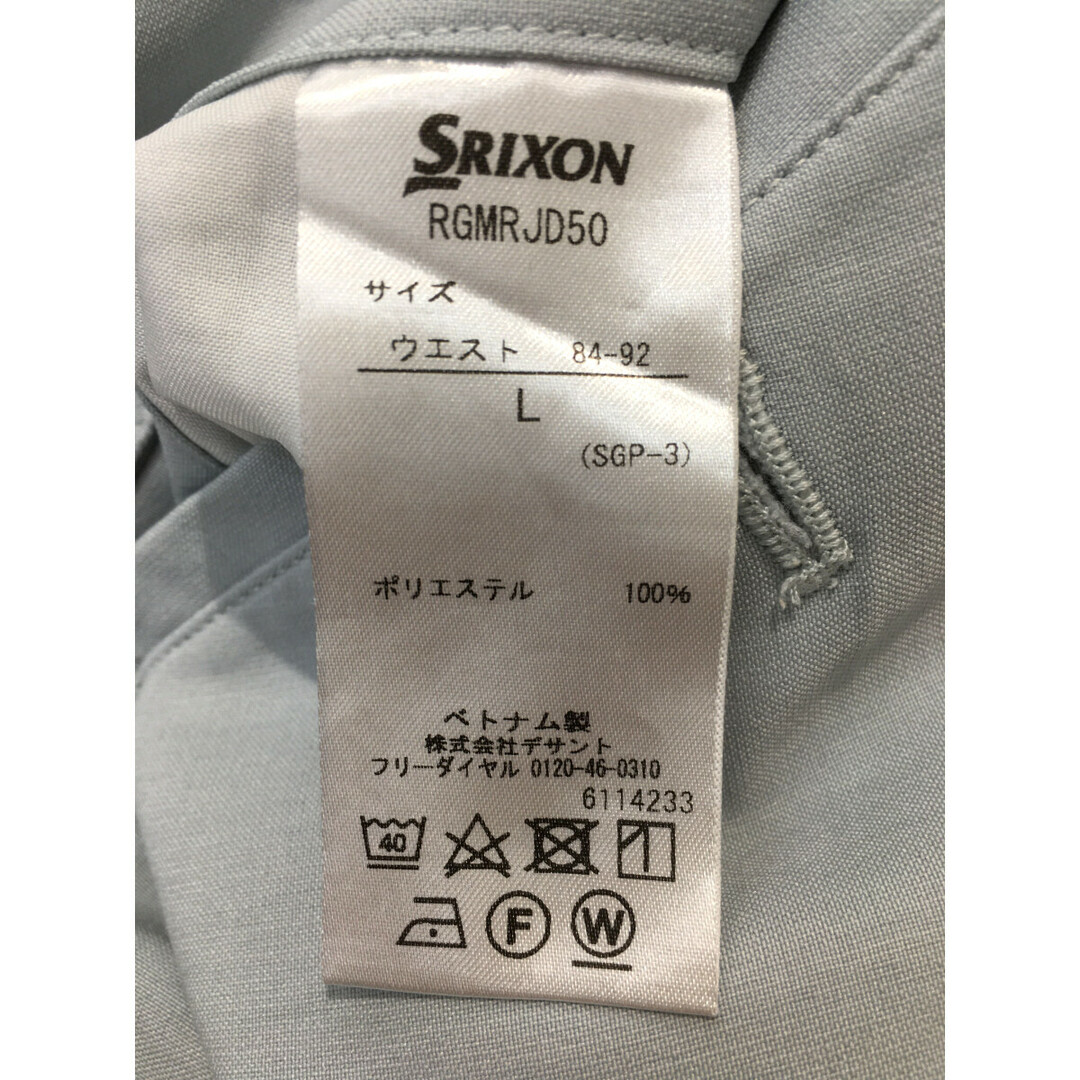 SRIXON
RGMRJD50
サイズ
ウエスト 84-92
L
(SGP-3)
ポリエステル 100%
ベトナム製
株式会社デサント
フリーダイヤル 0120-46-0310
6114233
40
F W